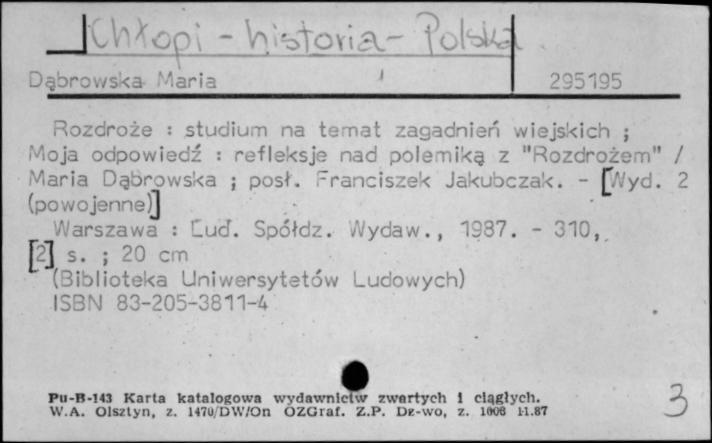 Chłopi - historia - Polska
Dąbrowska Maria 295195
Rozdroże : studium na temat zagadnień wiejskich ;
Moja odpowiedź : refleksje nad polemiką z "Rozdrożem" /
Maria Dąbrowska ; posł. Franciszek Jakubczak. - [Wyd. 2
(powojenne)]
Warszawa : Lud. Spółdz. Wydaw., 1987. - 310,
[2] s. ; 20 cm
(Biblioteka Uniwersytetów Ludowych)
ISBN 83-205-3811-4
Pu-B-143 Karta katalogowa wydawnictw zwartych i ciągłych.
W.A. Olsztyn, z. 1470/DW/On OZGraf. Z.P. Dz-wo, z. 1006 11.87
3